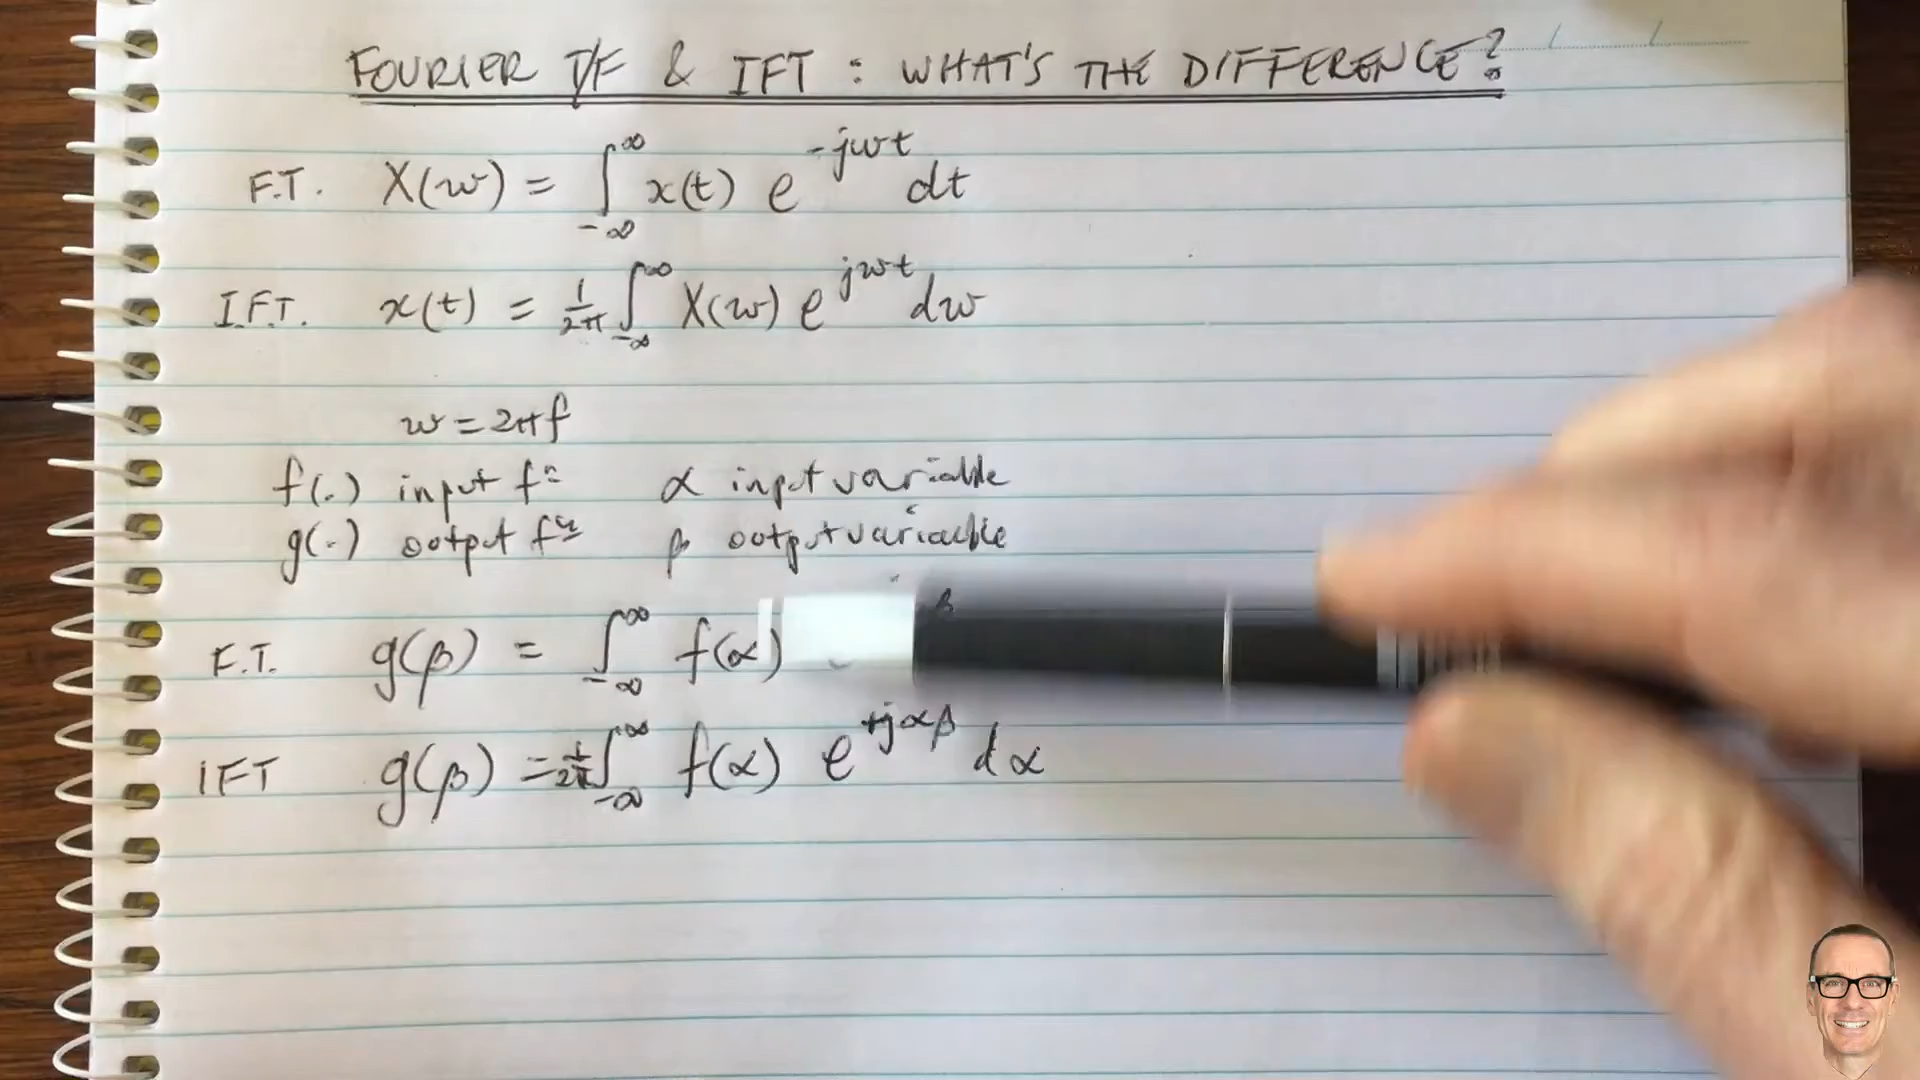 FOURIER T/F & IFT : WHAT'S THE DIFFERENCE?
F.T. X(ω) = ∫_{-∞}^{∞} x(t) e^{-jωt} dt
I.F.T. x(t) = 1/2π ∫_{-∞}^{∞} X(ω) e^{jωt} dω
ω = 2πf
f(.) input fⁿ α input variable
g(.) output fⁿ β output variable
F.T. g(β) = ∫_{-∞}^{∞} f(α) β
IFT g(β) = 1/2π ∫_{-∞}^{∞} f(α) e^{+jαβ} dα